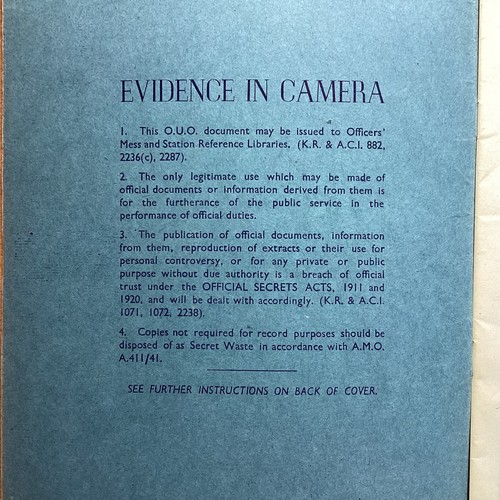 EVIDENCE IN CAMERA
1. This O.U.O. document may be issued to Officers'
Mess and Station Reference Libraries. (K.R. & A.C.I. 882,
2236(c), 2287).
2. The only legitimate use which may be made of
official documents or information derived from them is
for the furtherance of the public service in the
performance of official duties.
3. The publication of official documents, information
from them, reproduction of extracts or their use for
personal controversy, or for any private or public
purpose without due authority is a breach of official
trust under the OFFICIAL SECRETS ACTS, 1911 and
1920, and will be dealt with accordingly. (K.R. & A.C.I.
1071, 1072, 2238).
4. Copies not required for record purposes should be
disposed of as Secret Waste in accordance with A.M.O.
A.411/41.
SEE FURTHER INSTRUCTIONS ON BACK OF COVER.